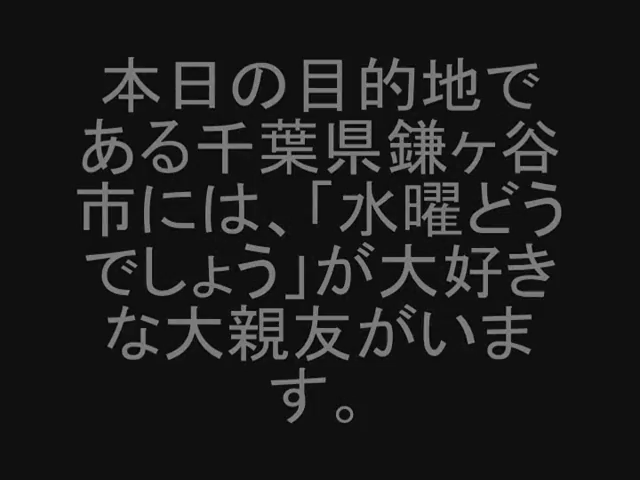 本日の目的地で
ある千葉県鎌ヶ谷
市には、「水曜どう
でしょう」が大好き
な大親友がいま
す。